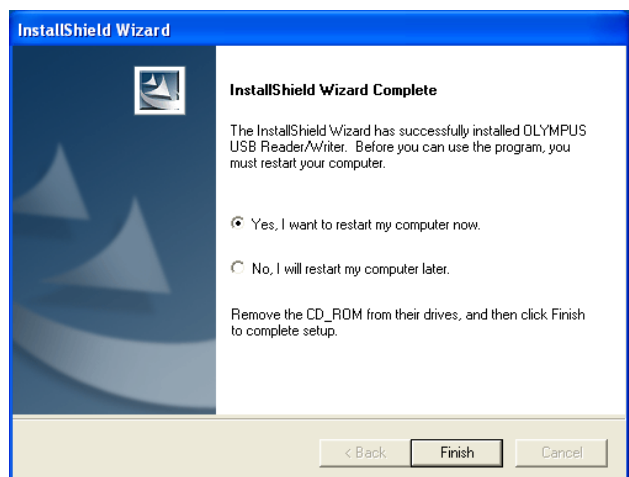 InstallShield Wizard
InstallShield Wizard Complete
The InstallShield Wizard has successfully installed OLYMPUS
USB Reader/Writer. Before you can use the program, you
must restart your computer.
Yes, I want to restart my computer now.
No, I will restart my computer later.
Remove the CD_ROM from their drives, and then click Finish
to complete setup.
< Back
Finish
Cancel